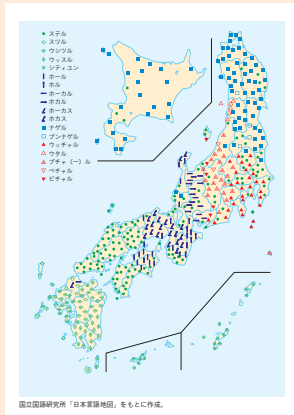 ステル
スツル
ウシツル
ウッスル
シティユン
ホール
ホル
ホーカル
ホカル
ホーカス
ホカス
ナゲル
ブンナゲル
ウッチャル
ウタル
ブチャ（ー）ル
ベチャル
ビチャル
国立国語研究所「日本言語地図」をもとに作成。